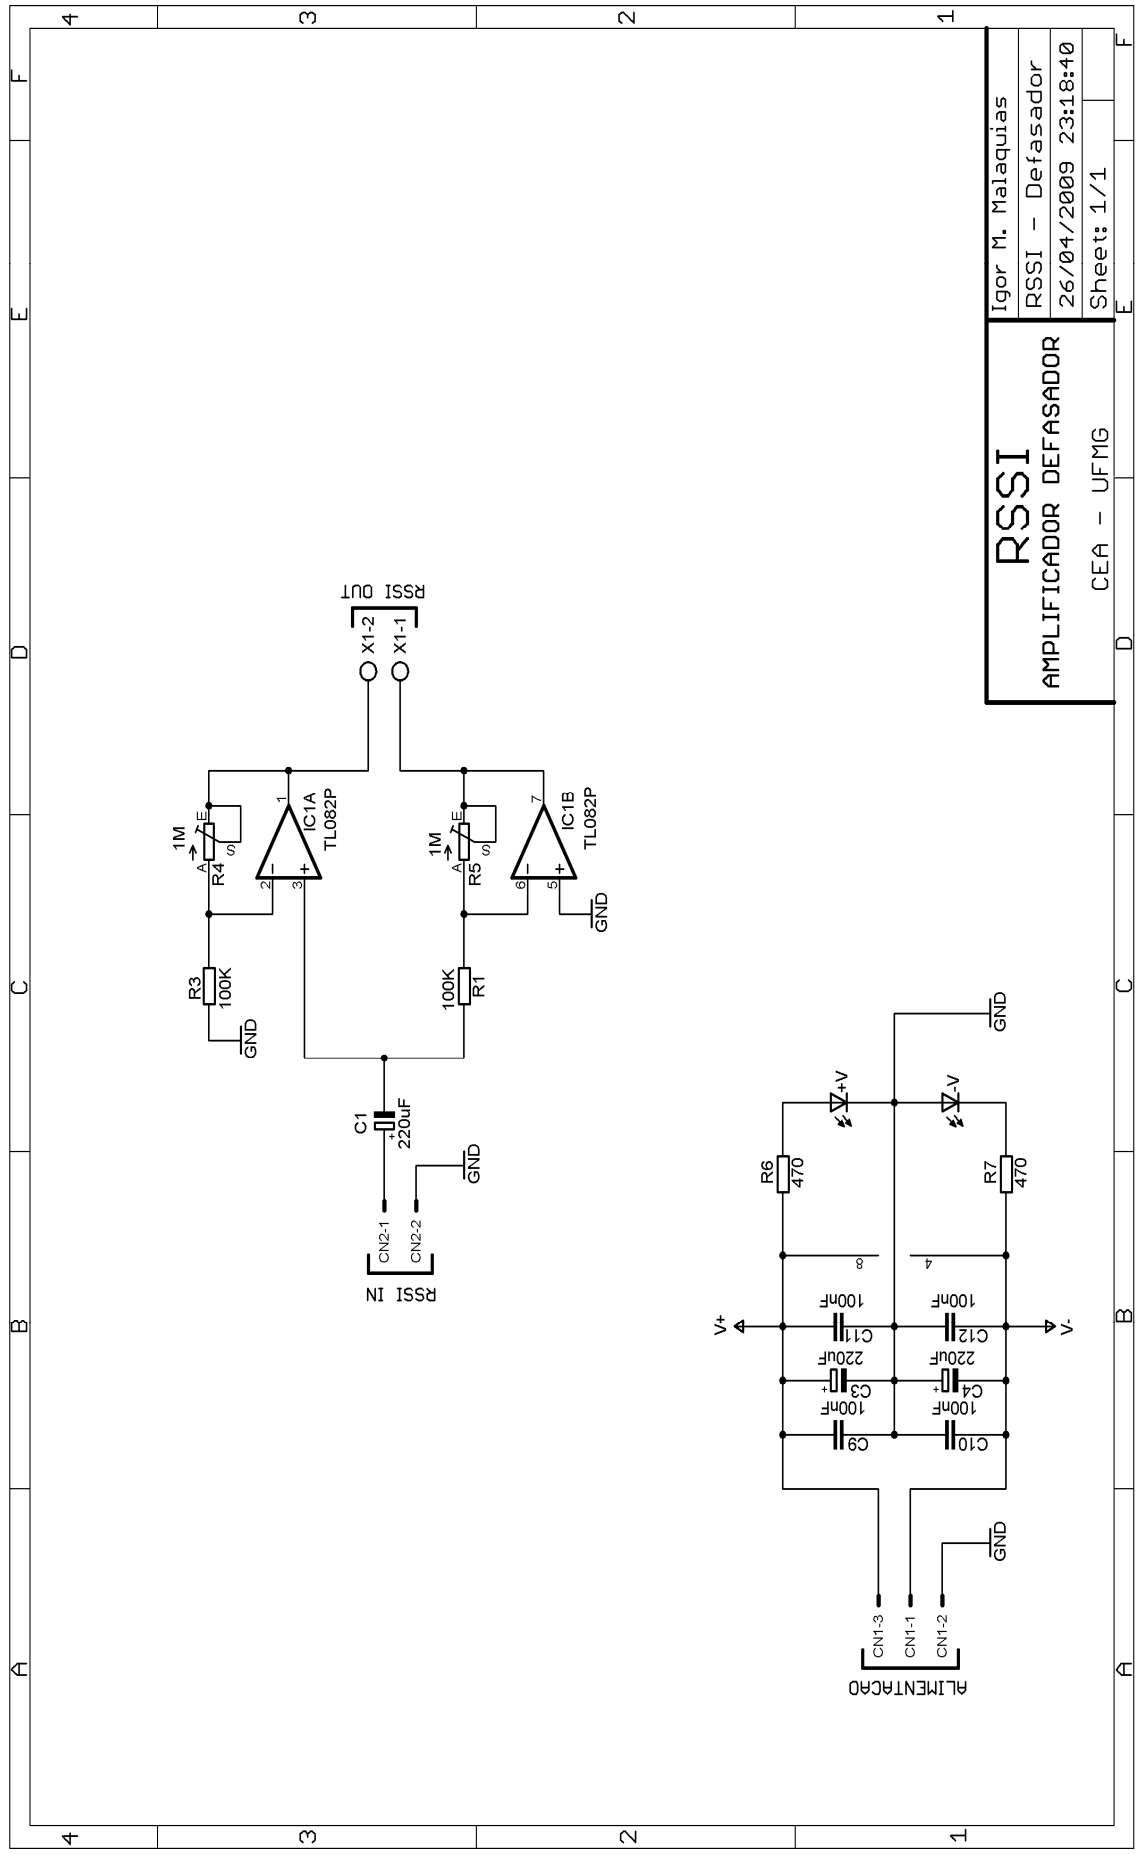 F
E
D
C
B
A
4
3
2
1
R3
100K
GND
1M
R4
A
E
S
2
3
1
IC1A
TL082P
RSSI IN
CN2-1
CN2-2
GND
C1
+
220uF
100K
R1
1M
R5
A
E
S
6
5
7
IC1B
TL082P
GND
X1-2
X1-1
RSSI OUT
ALIMENTACAO
CN1-3
CN1-1
CN1-2
GND
V+
V-
C9
100nF
C3
220uF
+
C11
100nF
C10
100nF
C4
220uF
+
C12
100nF
8
4
R6
470
R7
470
+V
-V
GND
RSSI
AMPLIFICADOR DEFASADOR
CEA - UFMG
Igor M. Malaquias
RSSI - Defasador
26/04/2009 23:18:40
Sheet: 1/1
4
3
2
1
A
B
C
D
E
F